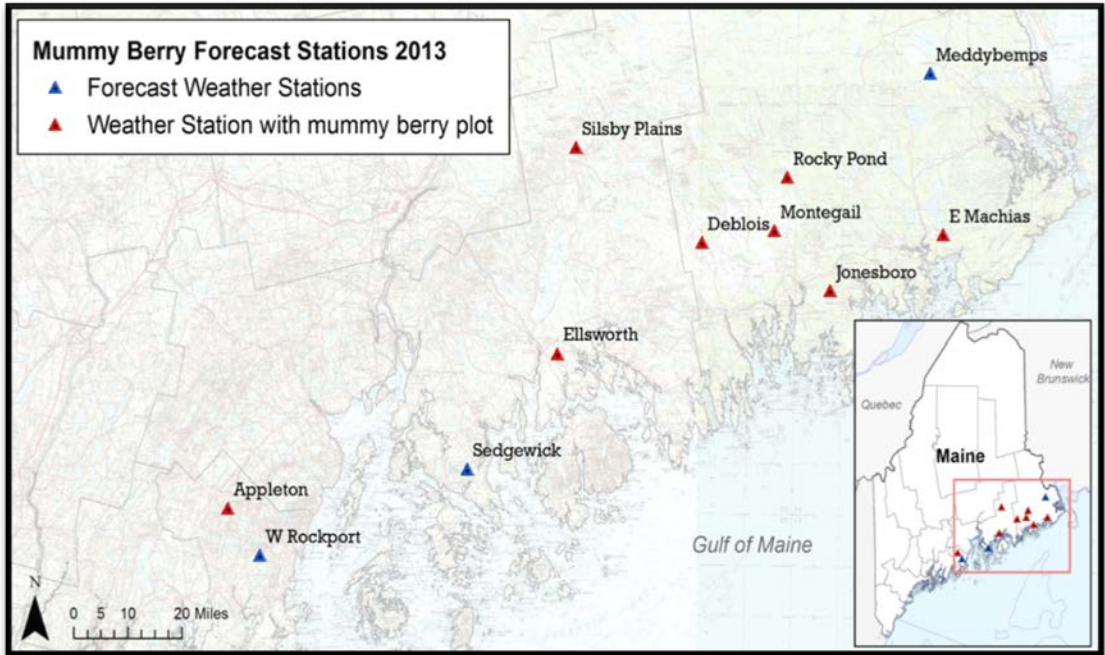 Mummy Berry Forecast Stations 2013
Forecast Weather Stations
Weather Station with mummy berry plot
Meddybemps
Silsby Plains
Rocky Pond
Deblois
Montegail
E Machias
Jonesboro
Ellsworth
Sedgewick
Appleton
W Rockport
Gulf of Maine
N
0 5 10 20 Miles
New
Brunswick
Quebec
Maine